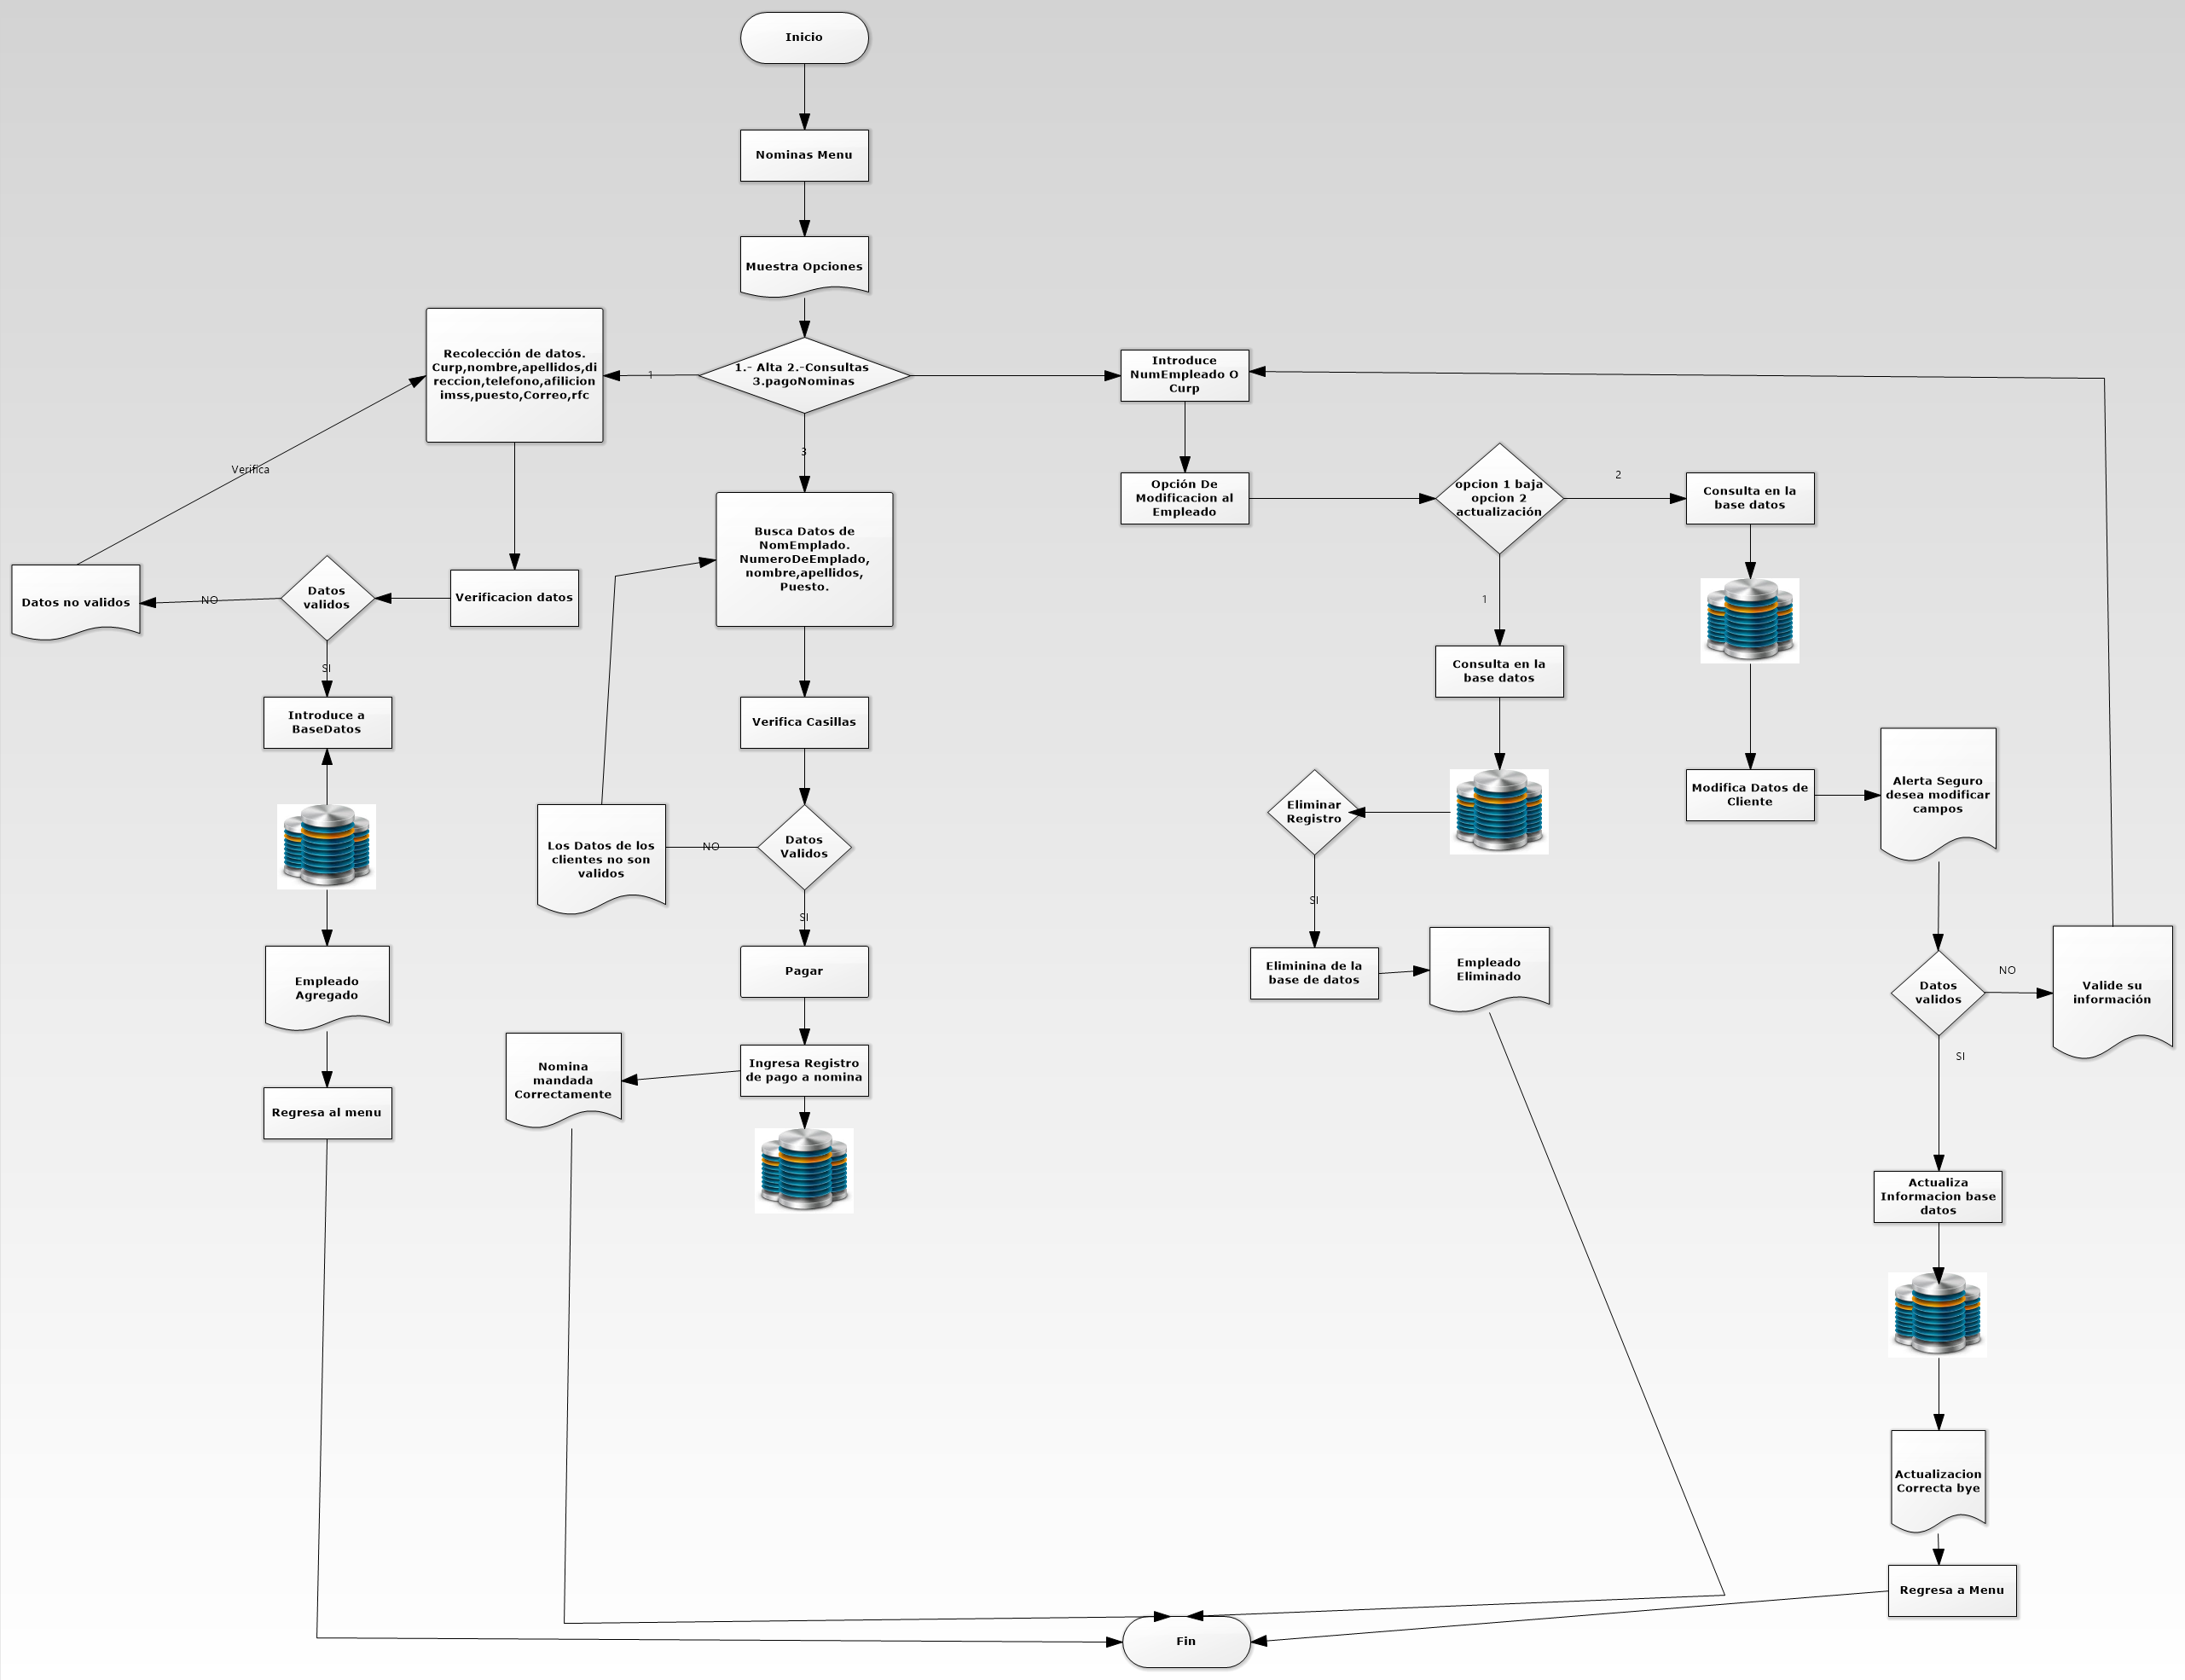 Inicio
Nominas Menu
Muestra Opciones
1.- Alta 2.-Consultas
3.pagoNominas
1
3
Recolección de datos.
Curp,nombre,apellidos,di
reccion,telefono,afilicion
imss,puesto,Correo,rfc
Verifica
Verificacion datos
Datos
validos
NO
Datos no validos
SI
Introduce a
BaseDatos
Empleado
Agregado
Regresa al menu
Busca Datos de
NomEmplado.
NumeroDeEmplado,
nombre,apellidos,
Puesto.
Verifica Casillas
Datos
Validos
NO
Los Datos de los
clientes no son
validos
SI
Pagar
Ingresa Registro
de pago a nomina
Nomina
mandada
Correctamente
Introduce
NumEmpleado O
Curp
Opción De
Modificacion al
Empleado
opcion 1 baja
opcion 2
actualización
1
2
Consulta en la
base datos
Eliminar
Registro
SI
Eliminina de la
base de datos
Empleado
Eliminado
Consulta en la
base datos
Modifica Datos de
Cliente
Alerta Seguro
desea modificar
campos
Datos
validos
NO
Valide su
información
SI
Actualiza
Informacion base
datos
Actualizacion
Correcta bye
Regresa a Menu
Fin